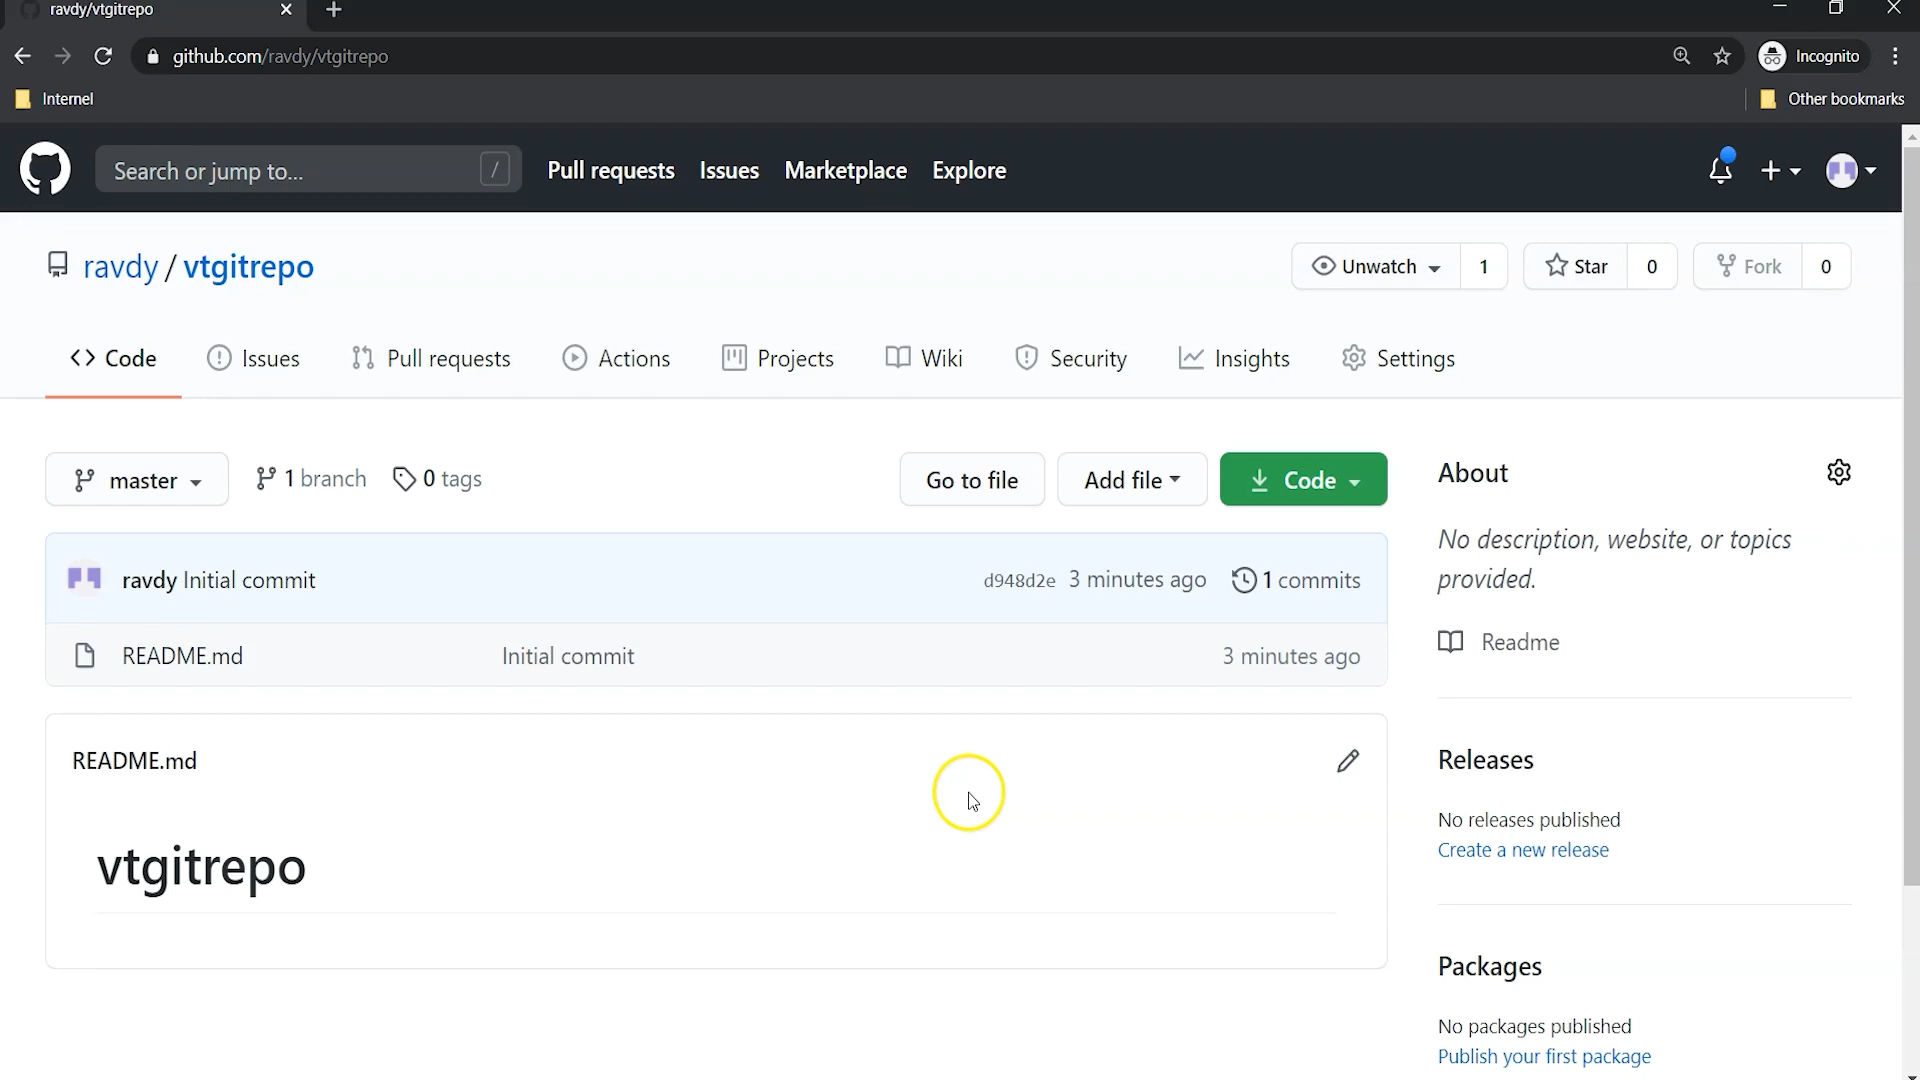 ravdy/vtgitrepo
github.com/ravdy/vtgitrepo
Incognito
Internet
Other bookmarks
Search or jump to...
/
Pull requests
Issues
Marketplace
Explore
ravdy / vtgitrepo
Unwatch
1
Star
0
Fork
0
Code
Issues
Pull requests
Actions
Projects
Wiki
Security
Insights
Settings
master
1 branch
0 tags
Go to file
Add file
Code
About
No description, website, or topics
provided.
ravdy Initial commit
d948d2e 3 minutes ago
1 commits
README.md
Initial commit
3 minutes ago
Readme
README.md
Releases
No releases published
Create a new release
vtgitrepo
Packages
No packages published
Publish your first package